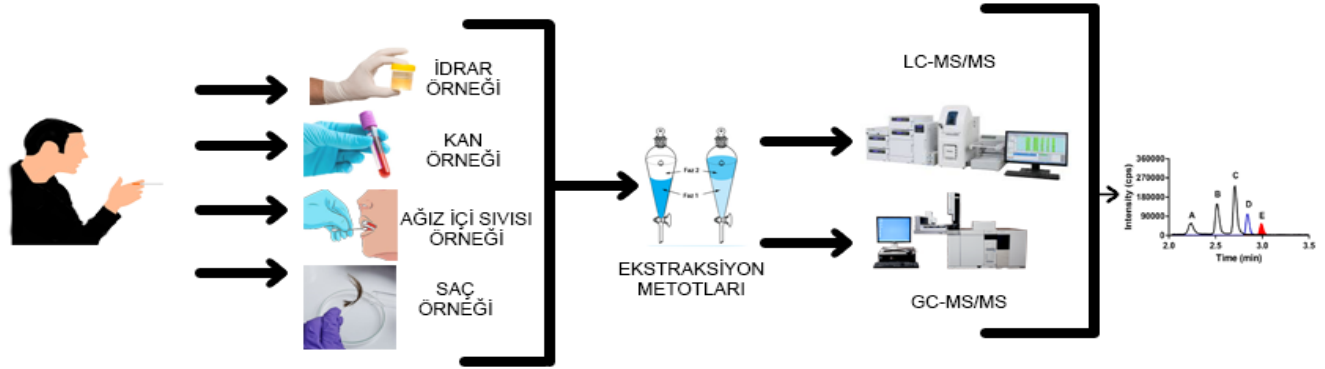 İDRAR
ÖRNEĞİ
KAN
ÖRNEĞİ
AĞIZ İÇİ SIVISI
ÖRNEĞİ
SAÇ
ÖRNEĞİ
Faz 2
Faz 1
EKSTRAKSİYON
METOTLARI
LC-MS/MS
GC-MS/MS
Intensity (cps)
360000
270000
180000
90000
0
A
B
C
D
E
2.0 2.5 3.0 3.5
Time (min)